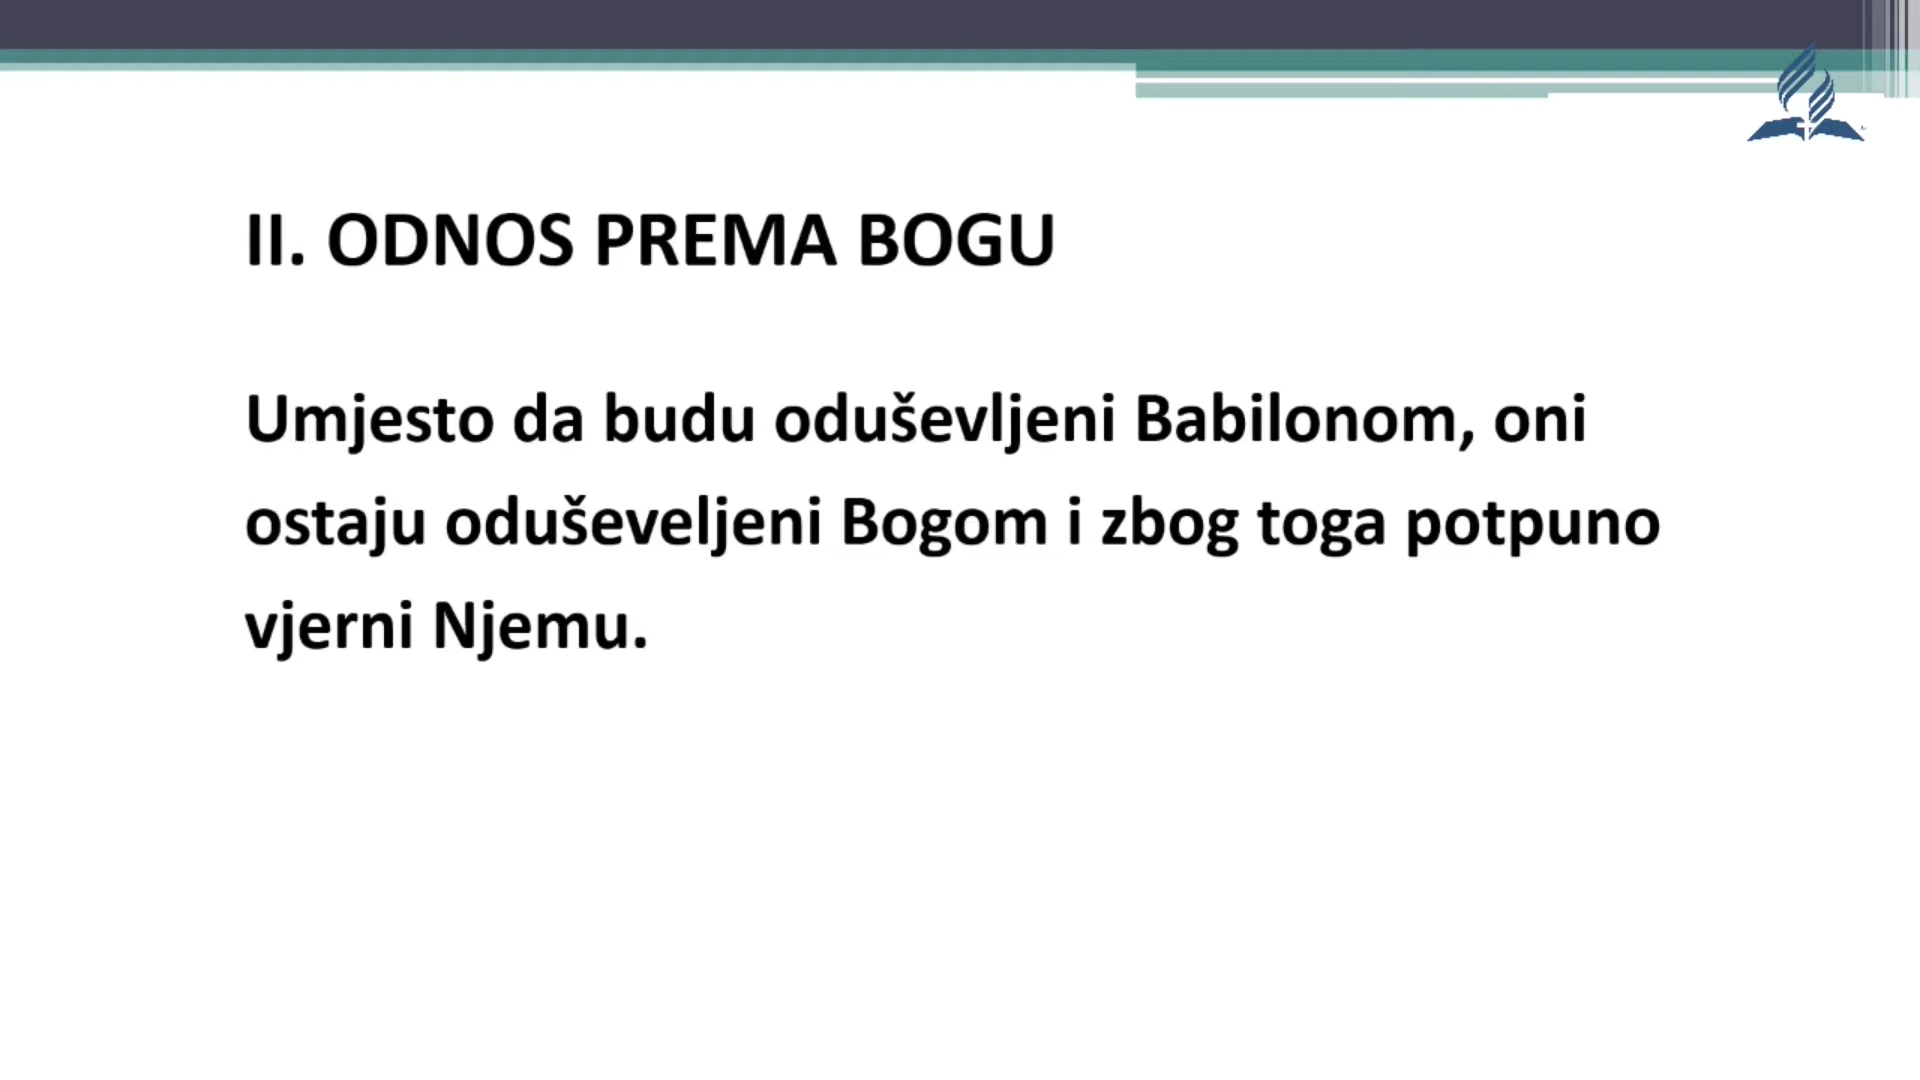 II. ODNOS PREMA BOGU
Umjesto da budu oduševljeni Babilonom, oni
ostaju oduševeljeni Bogom i zbog toga potpuno
vjerni Njemu.